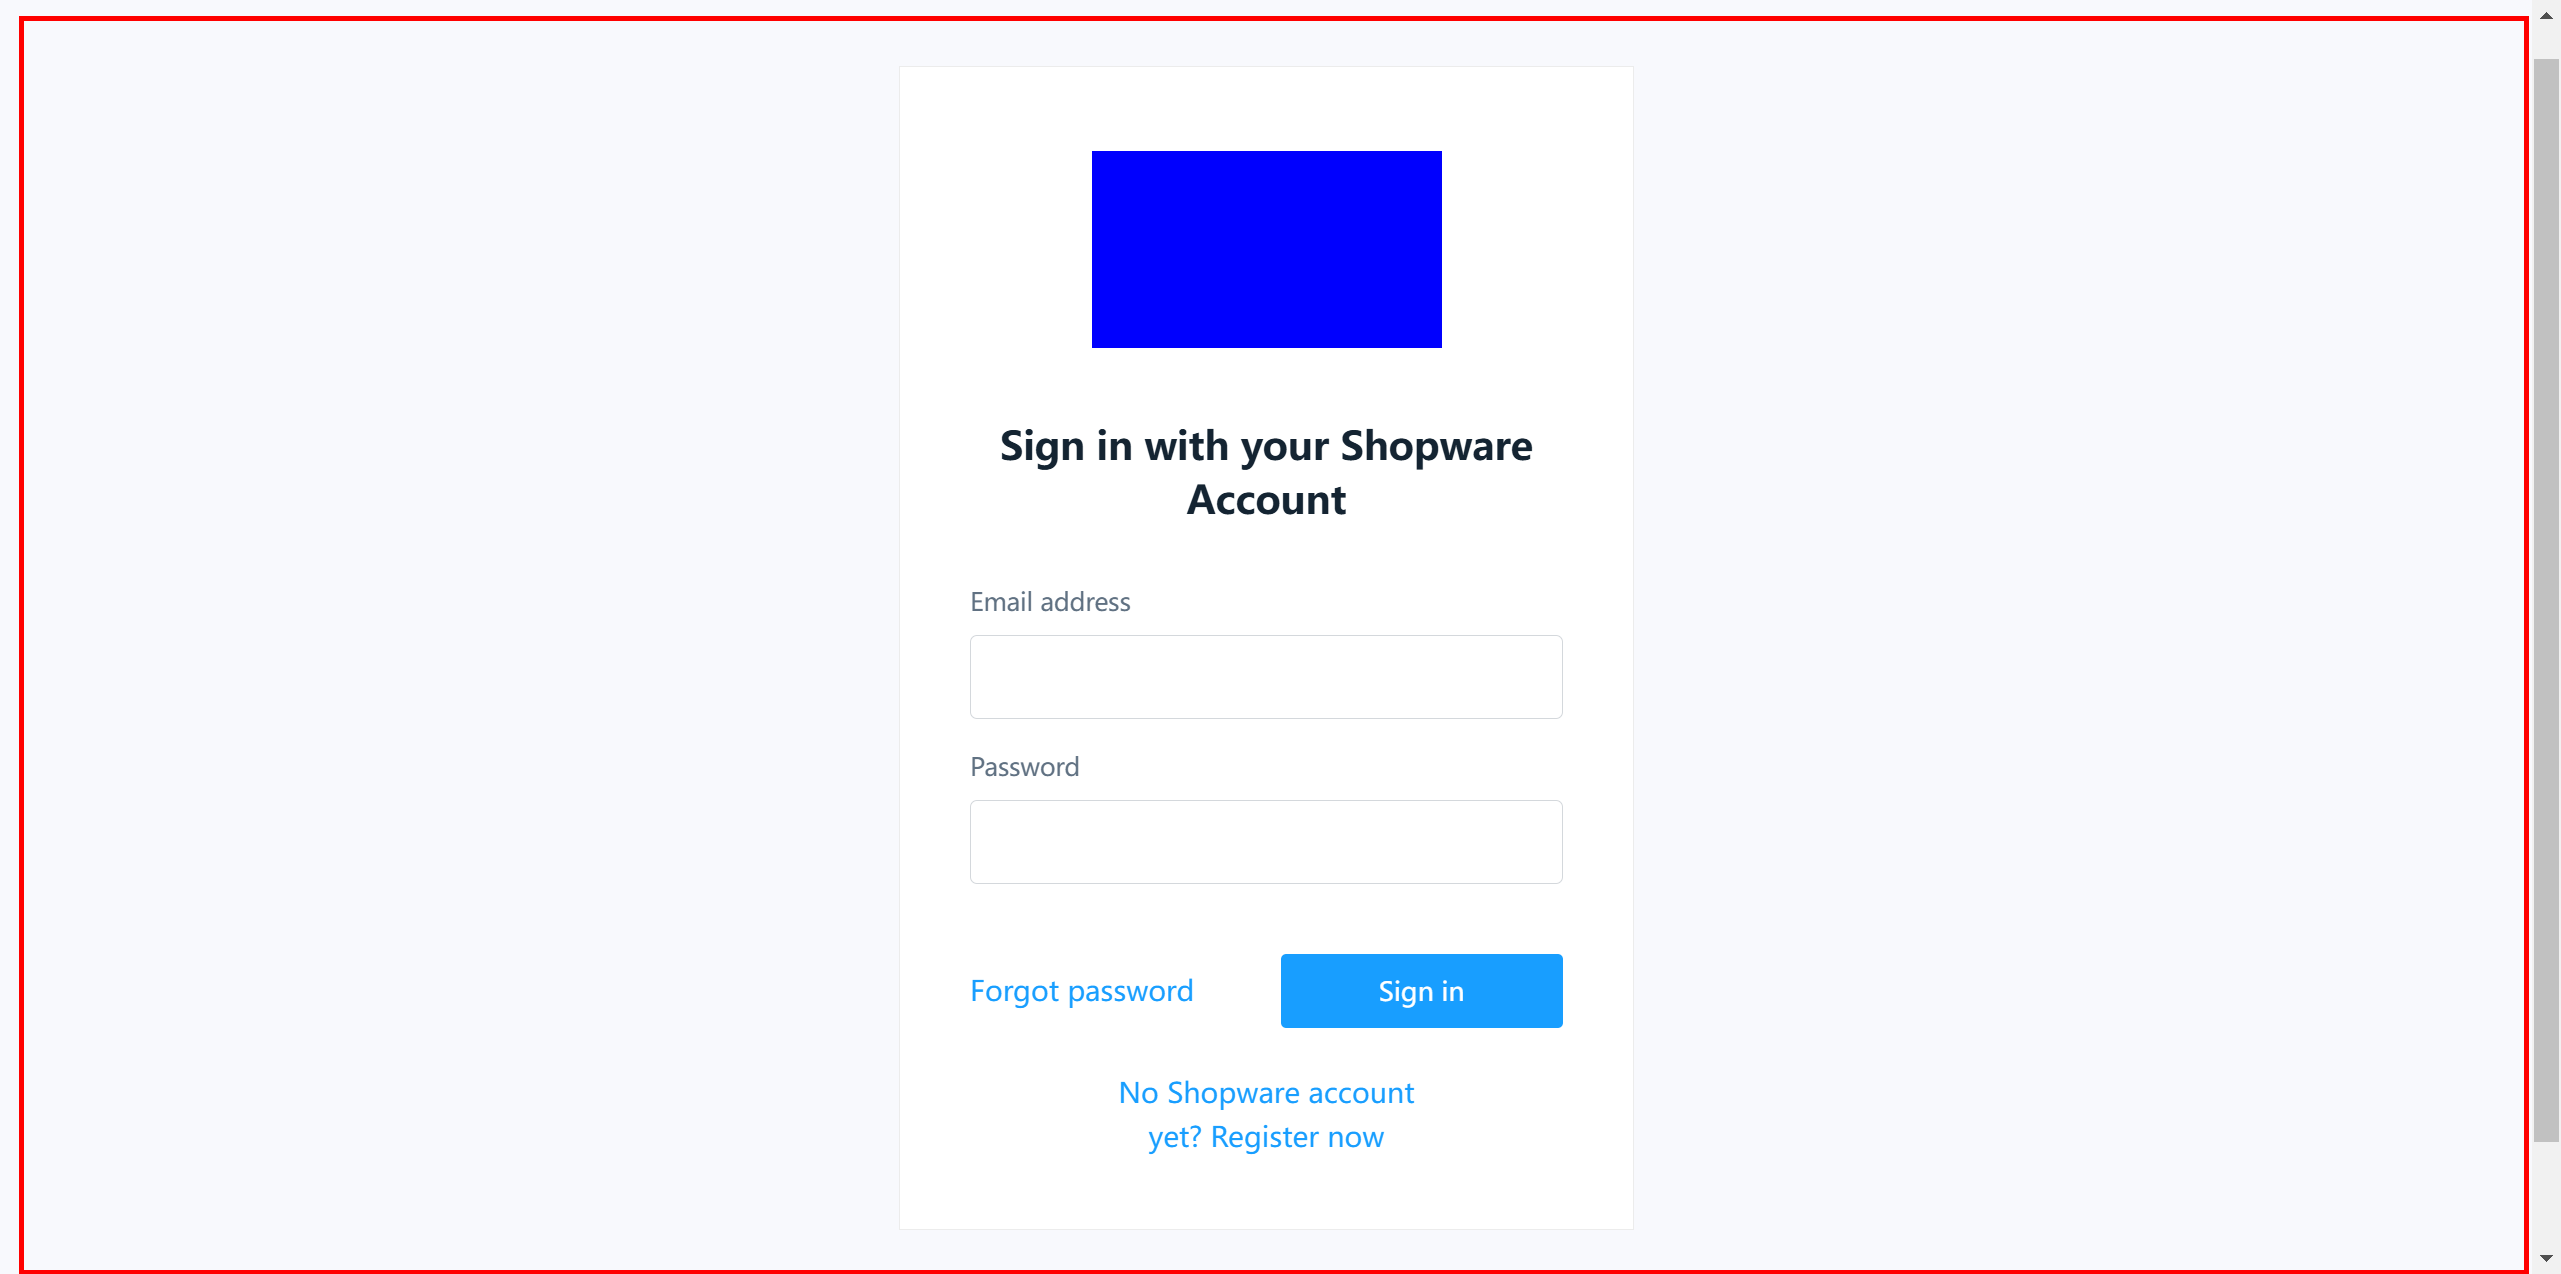 Sign in with your Shopware
Account
Email address
Password
Forgot password
Sign in
No Shopware account
yet? Register now